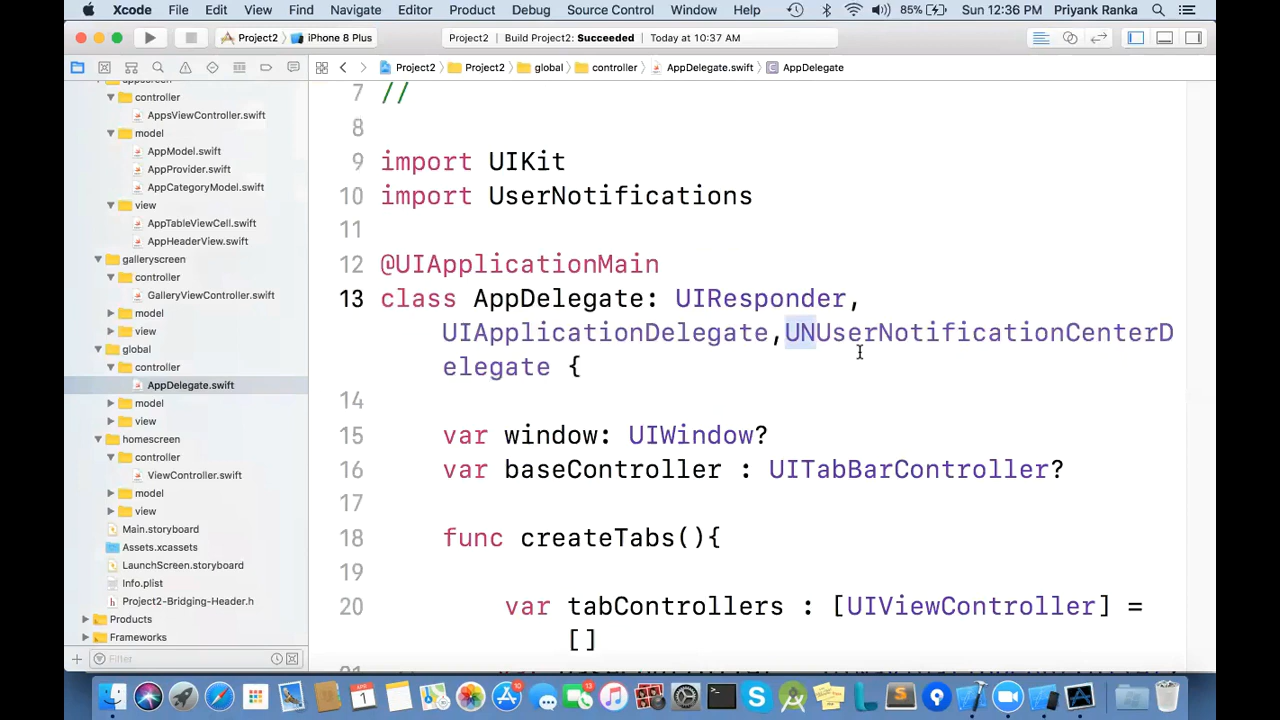 Xcode File Edit View Find Navigate Editor Product Debug Source Control Window Help 85% Sun 12:36 PM Priyank Ranka
Project2 iPhone 8 Plus Project2 Build Project2: Succeeded Today at 10:37 AM
Project2 Project2 global controller AppDelegate.swift C AppDelegate
controller
AppsViewController.swift
model
AppModel.swift
AppProvider.swift
AppCategoryModel.swift
view
AppTableViewCell.swift
AppHeaderView.swift
galleryscreen
controller
GalleryViewController.swift
model
view
global
controller
AppDelegate.swift
model
view
homescreen
controller
ViewController.swift
model
view
Main.storyboard
Assets.xcassets
LaunchScreen.storyboard
Info.plist
Project2-Bridging-Header.h
Products
Frameworks
Filter
7 //
8
9 import UIKit
10 import UserNotifications
11
12 @UIApplicationMain
13 class AppDelegate: UIResponder,
UIApplicationDelegate,UNUserNotificationCenterD
elegate {
14
15 var window: UIWindow?
16 var baseController : UITabBarController?
17
18 func createTabs(){
19
20 var tabControllers : [UIViewController] =
[]